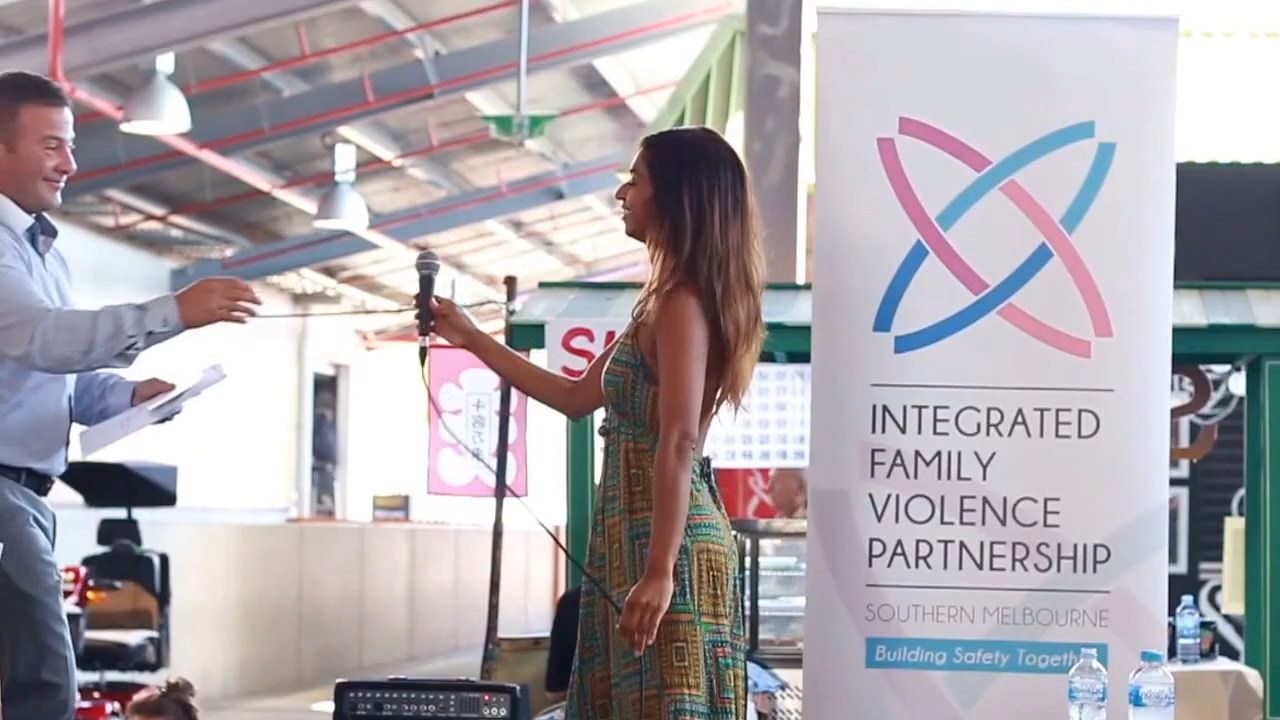 INTEGRATED
FAMILY
VIOLENCE
PARTNERSHIP
SOUTHERN MELBOURNE
Building Safety Together